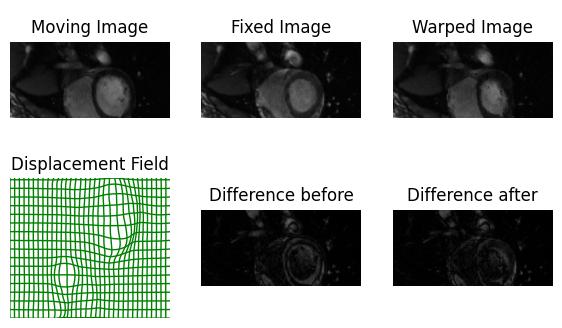 Moving Image
Fixed Image
Warped Image
Displacement Field
Difference before
Difference after